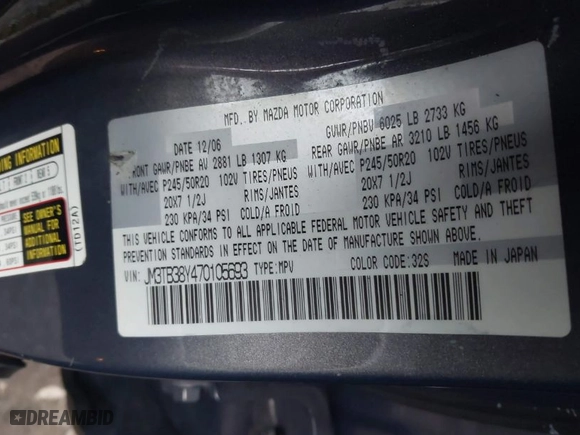 MFD. BY MAZDA MOTOR CORPORATION
DATE 12/06
GVWR/PNBV 6025 LB 2733 KG
FRONT GAWR/PNBE AV 2881 LB 1307 KG
REAR GAWR/PNBE AR 3210 LB 1456 KG
WITH/AVEC P245/50R20 102V TIRES/PNEUS
WITH/AVEC P245/50R20 102V TIRES/PNEUS
20X7 1/2J RIMS/JANTES
20X7 1/2J RIMS/JANTES
230 KPA/34 PSI COLD/A FROID
230 KPA/34 PSI COLD/A FROID
THIS VEHICLE CONFORMS TO ALL APPLICABLE FEDERAL MOTOR VEHICLE SAFETY AND THEFT
PREVENTION STANDARDS IN EFFECT ON THE DATE OF MANUFACTURE SHOWN ABOVE.
VIN: JM3TB38Y470105693 TYPE:MPV COLOR CODE:32S MADE IN JAPAN
INFORMATION
SEE OWNER'S
MANUAL FOR
ADDITIONAL
INFORMATION
(TD12A)
DREAMBID